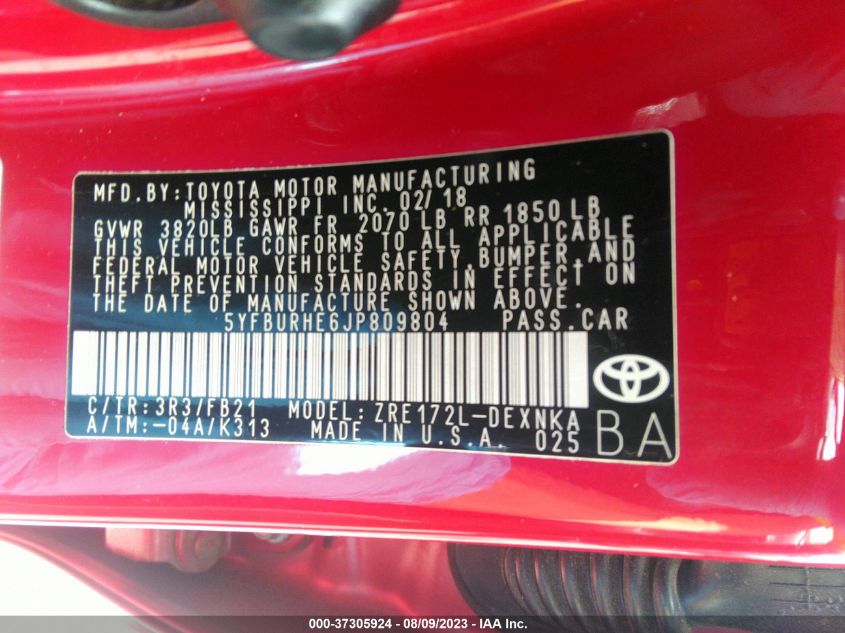 MFD. BY: TOYOTA MOTOR MANUFACTURING
MISSISSIPPI INC. 02/18
GVWR 3820LB GAWR FR 2070 LB RR 1850 LB
THIS VEHICLE CONFORMS TO ALL APPLICABLE
FEDERAL MOTOR VEHICLE SAFETY, BUMPER, AND
THEFT PREVENTION STANDARDS IN EFFECT ON
THE DATE OF MANUFACTURE SHOWN ABOVE.
5YFBURHE6JP809804 PASS. CAR
C/TR: 3R3/FB21 MODEL: ZRE172L-DEXNKA
A/TM: -04A/K313 MADE IN U.S.A. 025
BA
000-37305924 - 08/09/2023 - IAA Inc.